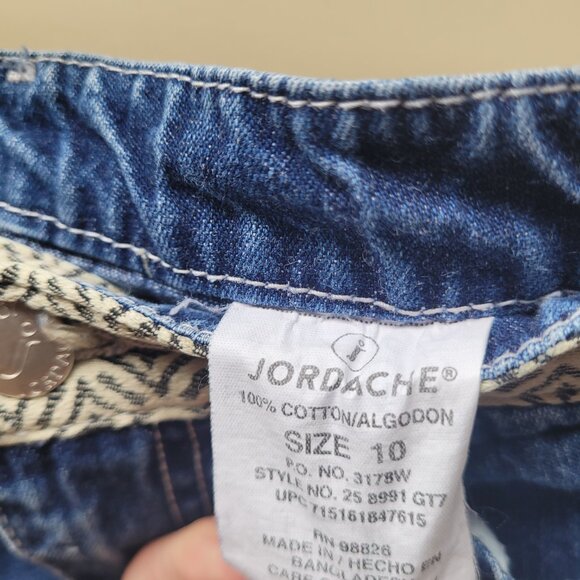 JORDACHE®
100% COTTON/ALGODON
SIZE 10
P.O. NO. 3178W
STYLE NO. 25 8991 GT7
UPC 715161847615
RN 98826
MADE IN / HECHO EN